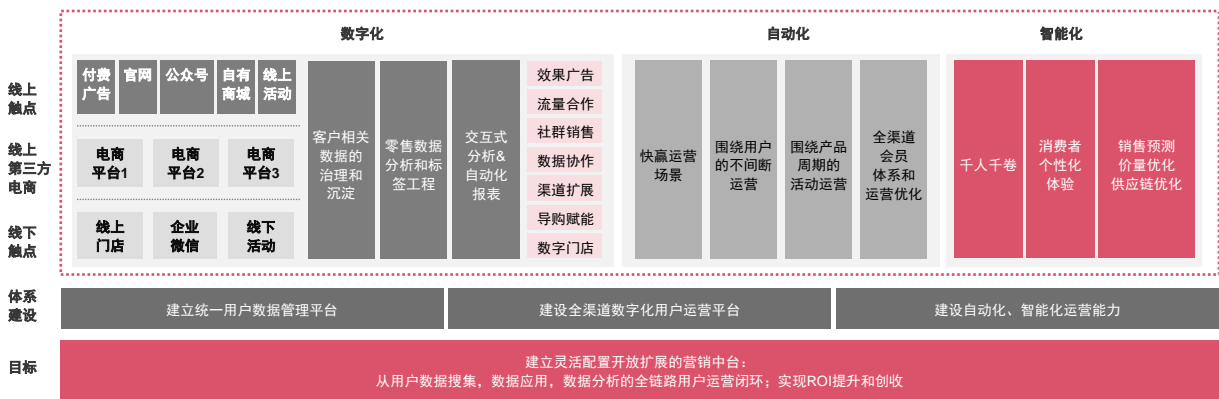 数字化
自动化
智能化
线上
触点
付费
广告
官网
公众号
自有
商城
线上
活动
线上
第三方
电商
电商
平台1
电商
平台2
电商
平台3
线下
触点
线上
门店
企业
微信
线下
活动
客户相关
数据的
治理和
沉淀
零售数据
分析和标
签工程
交互式
分析&
自动化
报表
效果广告
流量合作
社群销售
数据协作
渠道扩展
导购赋能
数字门店
快赢运营
场景
围绕用户
的不间断
运营
围绕产品
周期的
活动运营
全渠道
会员
体系和
运营优化
千人千卷
消费者
个性化
体验
销售预测
价量优化
供应链优化
体系
建设
建立统一用户数据管理平台
建设全渠道数字化用户运营平台
建设自动化、智能化运营能力
目标
建立灵活配置开放扩展的营销中台：
从用户数据搜集，数据应用，数据分析的全链路用户运营闭环；实现ROI提升和创收